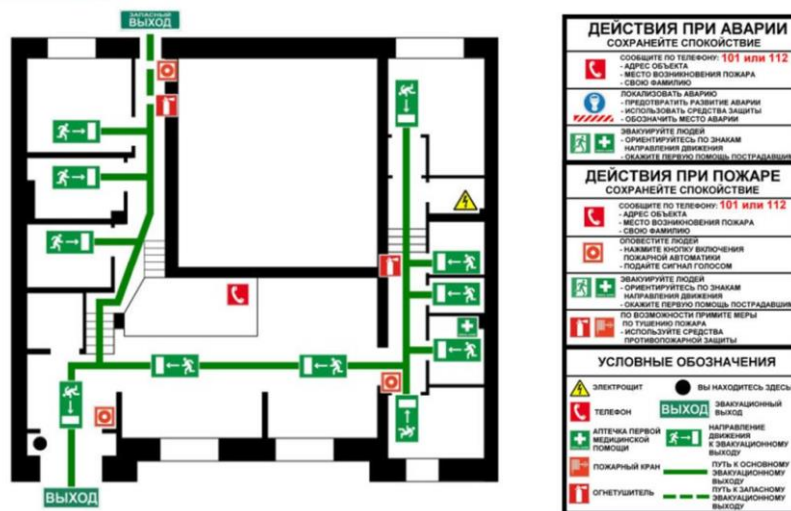 ЗАПАСНЫЙ
ВЫХОД
ВЫХОД
ДЕЙСТВИЯ ПРИ АВАРИИ
СОХРАНЕЙТЕ СПОКОЙСТВИЕ
СООБЩИТЕ ПО ТЕЛЕФОНУ: 101 или 112
- АДРЕС ОБЪЕКТА
- МЕСТО ВОЗНИКНОВЕНИЯ ПОЖАРА
- СВОЮ ФАМИЛИЮ
ЛОКАЛИЗОВАТЬ АВАРИЮ
- ПРЕДОТВРАТИТЬ РАЗВИТИЕ АВАРИИ
- ИСПОЛЬЗОВАТЬ СРЕДСТВА ЗАЩИТЫ
- ОБОЗНАЧИТЬ МЕСТО АВАРИИ
ЭВАКУИРУЙТЕ ЛЮДЕЙ
- ОРИЕНТИРУЙТЕСЬ ПО ЗНАКАМ
НАПРАВЛЕНИЯ ДВИЖЕНИЯ
- ОКАЖИТЕ ПЕРВУЮ ПОМОЩЬ ПОСТРАДАВШИМ
ДЕЙСТВИЯ ПРИ ПОЖАРЕ
СОХРАНЕЙТЕ СПОКОЙСТВИЕ
СООБЩИТЕ ПО ТЕЛЕФОНУ: 101 или 112
- АДРЕС ОБЪЕКТА
- МЕСТО ВОЗНИКНОВЕНИЯ ПОЖАРА
- СВОЮ ФАМИЛИЮ
ОПОВЕСТИТЕ ЛЮДЕЙ
- НАЖМИТЕ КНОПКУ ВКЛЮЧЕНИЯ
ПОЖАРНОЙ АВТОМАТИКИ
- ПОДАЙТЕ СИГНАЛ ГОЛОСОМ
ЭВАКУИРУЙТЕ ЛЮДЕЙ
- ОРИЕНТИРУЙТЕСЬ ПО ЗНАКАМ
НАПРАВЛЕНИЯ ДВИЖЕНИЯ
- ОКАЖИТЕ ПЕРВУЮ ПОМОЩЬ ПОСТРАДАВШИМ
ПО ВОЗМОЖНОСТИ ПРИМИТЕ МЕРЫ
ПО ТУШЕНИЮ ПОЖАРА
- ИСПОЛЬЗУЙТЕ СРЕДСТВА
ПРОТИВОПОЖАРНОЙ ЗАЩИТЫ
УСЛОВНЫЕ ОБОЗНАЧЕНИЯ
ЭЛЕКТРОЩИТ
ВЫ НАХОДИТЕСЬ ЗДЕСЬ
ТЕЛЕФОН
ВЫХОД
ЭВАКУАЦИОННЫЙ
ВЫХОД
АПТЕЧКА ПЕРВОЙ
МЕДИЦИНСКОЙ
ПОМОЩИ
НАПРАВЛЕНИЕ
ДВИЖЕНИЯ
К ЭВАКУАЦИОННОМУ
ВЫХОДУ
ПОЖАРНЫЙ КРАН
ПУТЬ К ОСНОВНОМУ
ЭВАКУАЦИОННОМУ
ВЫХОДУ
ОГНЕТУШИТЕЛЬ
ПУТЬ К ЗАПАСНОМУ
ЭВАКУАЦИОННОМУ
ВЫХОДУ